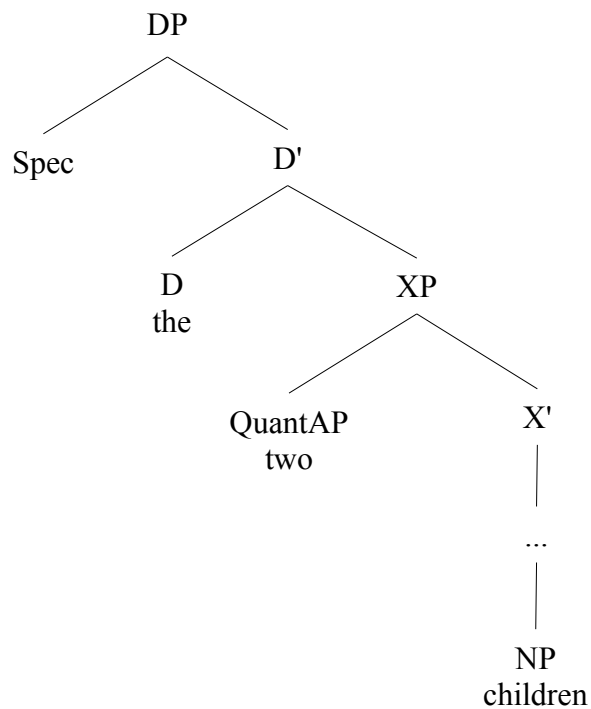 DP
Spec
D'
D
the
XP
QuantAP
two
X'
...
NP
children